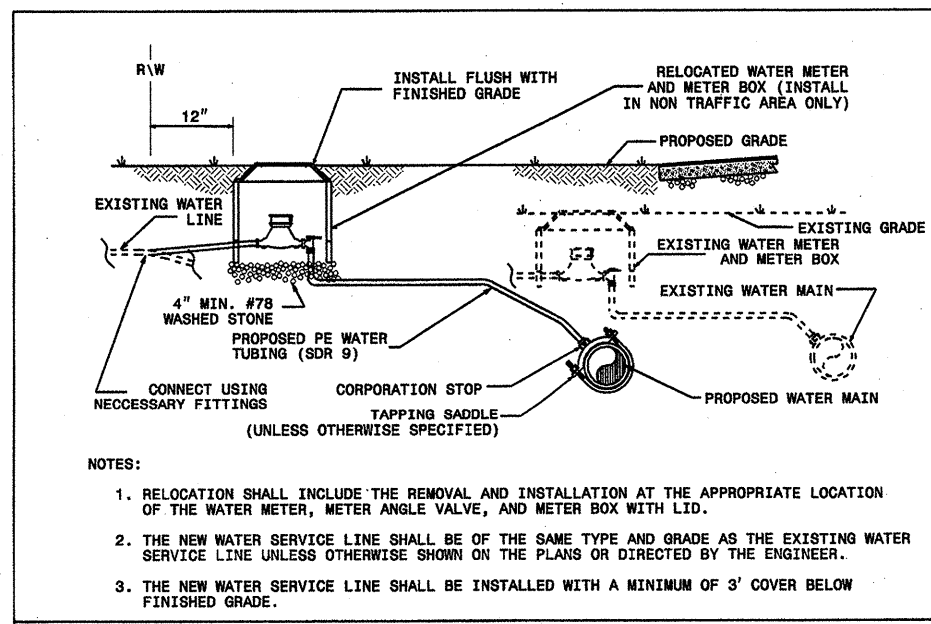 R\W
12"
INSTALL FLUSH WITH
FINISHED GRADE
RELOCATED WATER METER
AND METER BOX (INSTALL
IN NON TRAFFIC AREA ONLY)
PROPOSED GRADE
EXISTING WATER
LINE
EXISTING GRADE
EXISTING WATER METER
AND METER BOX
EXISTING WATER MAIN
4" MIN. #78
WASHED STONE
PROPOSED PE WATER
TUBING (SDR 9)
CONNECT USING
NECCESSARY FITTINGS
CORPORATION STOP
TAPPING SADDLE
(UNLESS OTHERWISE SPECIFIED)
PROPOSED WATER MAIN
NOTES:
1. RELOCATION SHALL INCLUDE THE REMOVAL AND INSTALLATION AT THE APPROPRIATE LOCATION
OF THE WATER METER, METER ANGLE VALVE, AND METER BOX WITH LID.
2. THE NEW WATER SERVICE LINE SHALL BE OF THE SAME TYPE AND GRADE AS THE EXISTING WATER
SERVICE LINE UNLESS OTHERWISE SHOWN ON THE PLANS OR DIRECTED BY THE ENGINEER.
3. THE NEW WATER SERVICE LINE SHALL BE INSTALLED WITH A MINIMUM OF 3' COVER BELOW
FINISHED GRADE.